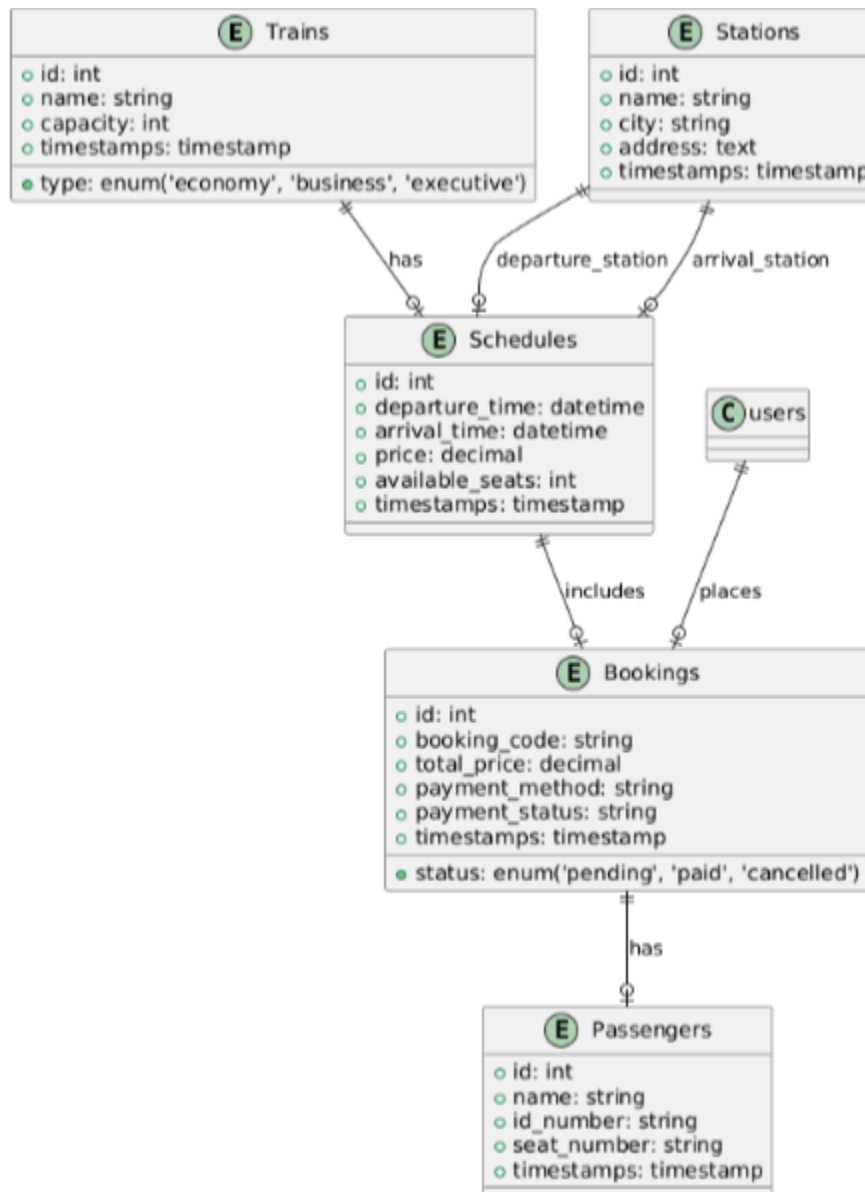 E Trains
id: int
name: string
capacity: int
timestamps: timestamp
type: enum('economy', 'business', 'executive')
E Stations
id: int
name: string
city: string
address: text
timestamps: timestamp
has
departure_station
arrival_station
E Schedules
id: int
departure_time: datetime
arrival_time: datetime
price: decimal
available_seats: int
timestamps: timestamp
C users
includes
places
E Bookings
id: int
booking_code: string
total_price: decimal
payment_method: string
payment_status: string
timestamps: timestamp
status: enum('pending', 'paid', 'cancelled')
has
E Passengers
id: int
name: string
id_number: string
seat_number: string
timestamps: timestamp